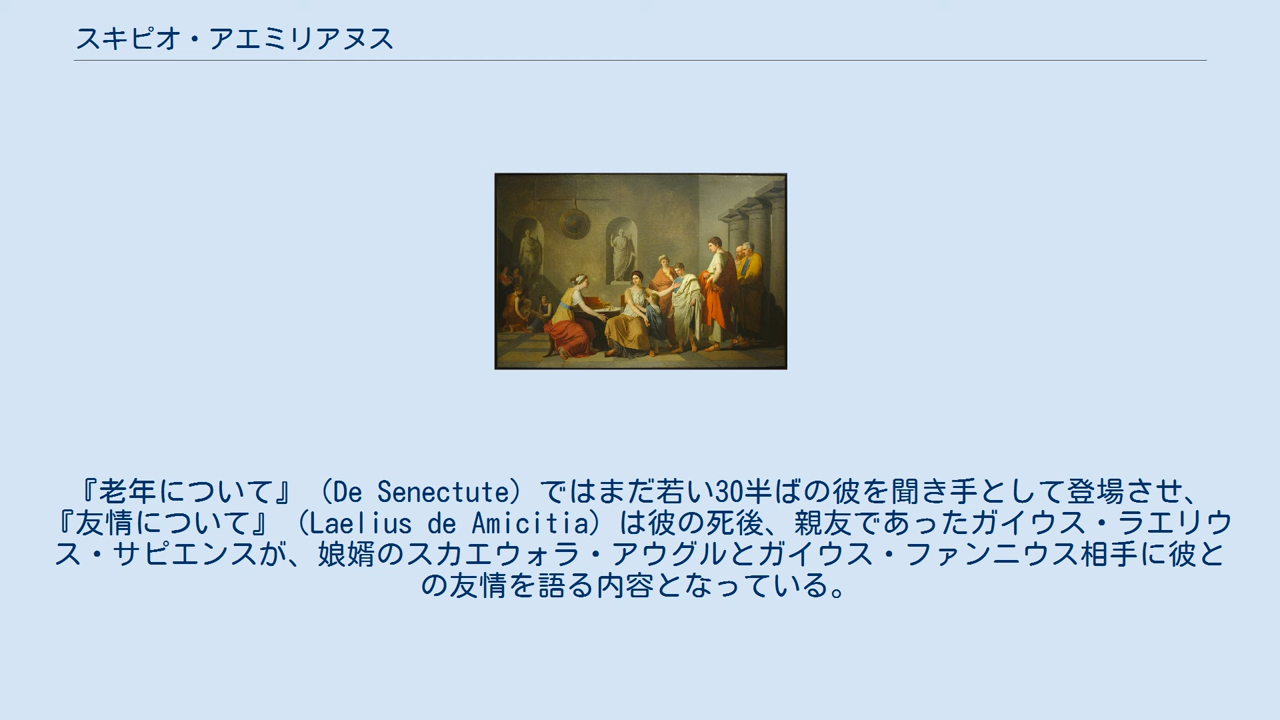 スキピオ・アエミリアヌス
『老年について』（De Senectute）ではまだ若い30半ばの彼を聞き手として登場させ、
『友情について』（Laelius de Amicitia）は彼の死後、親友であったガイウス・ラエリウ
ス・サピエンスが、娘婿のスカエウォラ・アウグルとガイウス・ファンニウス相手に彼と
の友情を語る内容となっている。